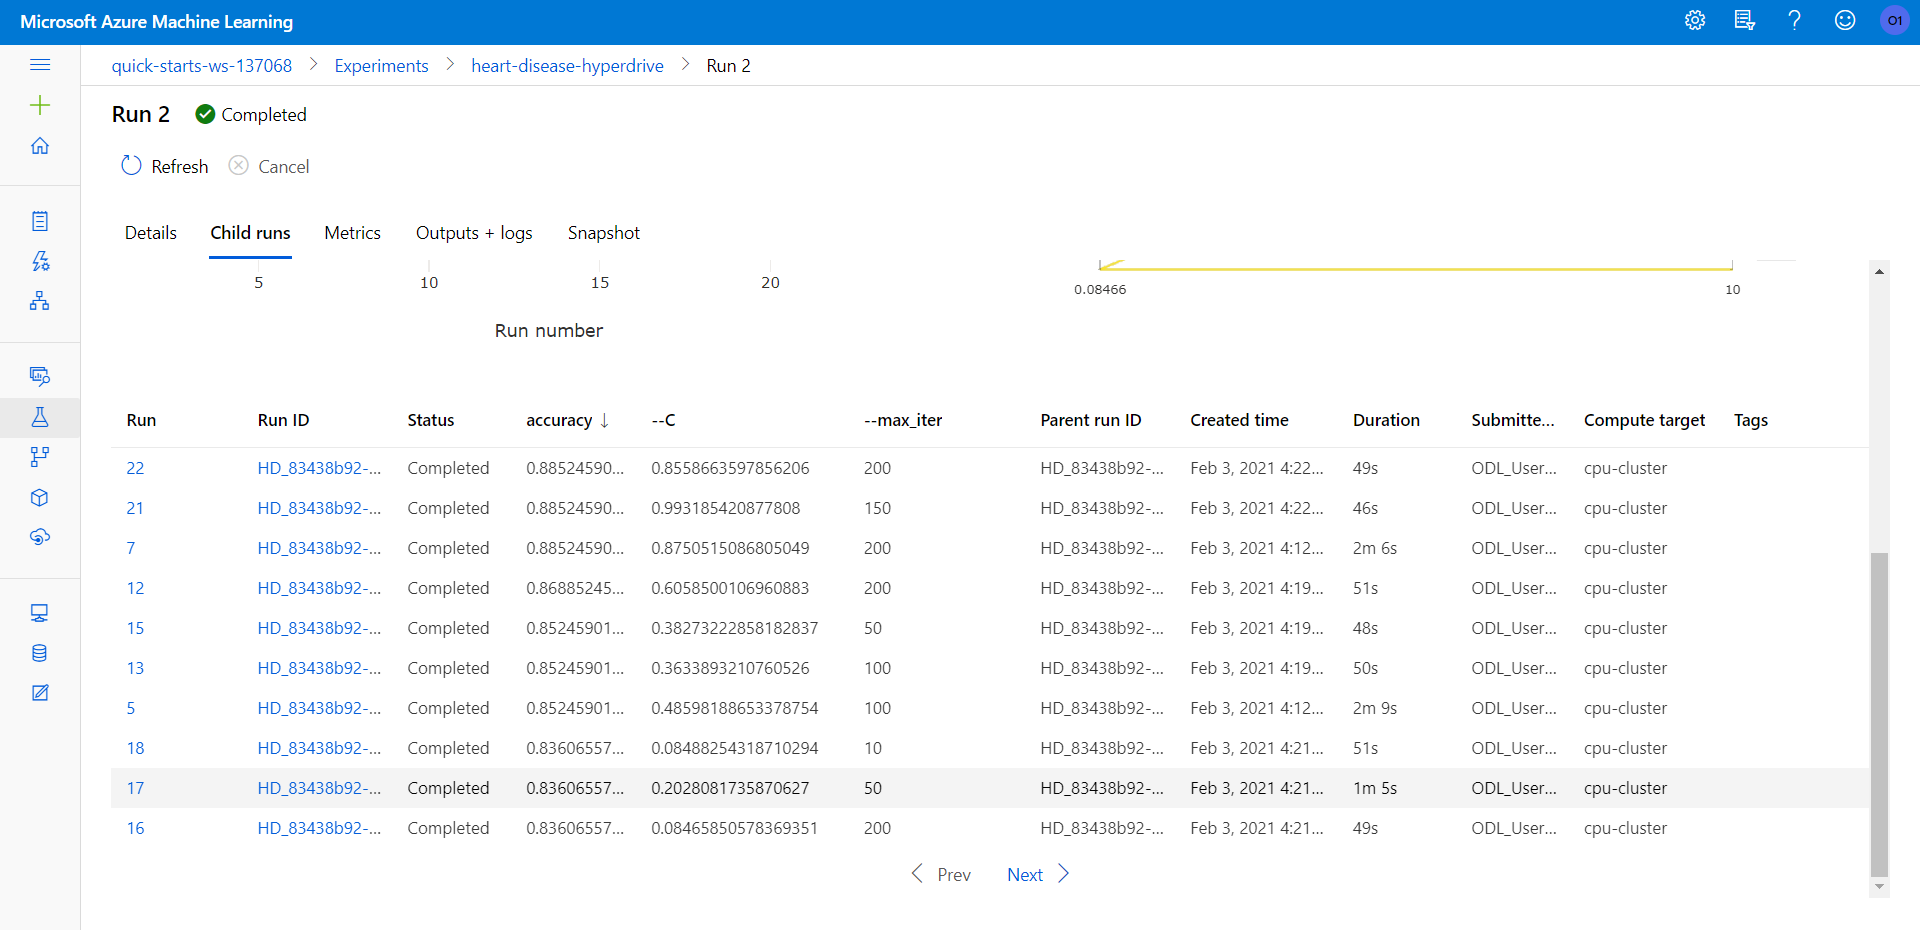 Microsoft Azure Machine Learning
O1
quick-starts-ws-137068 > Experiments > heart-disease-hyperdrive > Run 2
Run 2 Completed
Refresh Cancel
Details Child runs Metrics Outputs + logs Snapshot
5 10 15 20
0.08466 10
Run number
Run Run ID Status accuracy ↓ --C --max_iter Parent run ID Created time Duration Submitte... Compute target Tags
22 HD_83438b92-... Completed 0.88524590... 0.8558663597856206 200 HD_83438b92-... Feb 3, 2021 4:22... 49s ODL_User... cpu-cluster
21 HD_83438b92-... Completed 0.88524590... 0.993185420877808 150 HD_83438b92-... Feb 3, 2021 4:22... 46s ODL_User... cpu-cluster
7 HD_83438b92-... Completed 0.88524590... 0.8750515086805049 200 HD_83438b92-... Feb 3, 2021 4:12... 2m 6s ODL_User... cpu-cluster
12 HD_83438b92-... Completed 0.86885245... 0.6058500106960883 200 HD_83438b92-... Feb 3, 2021 4:19... 51s ODL_User... cpu-cluster
15 HD_83438b92-... Completed 0.85245901... 0.38273222858182837 50 HD_83438b92-... Feb 3, 2021 4:19... 48s ODL_User... cpu-cluster
13 HD_83438b92-... Completed 0.85245901... 0.3633893210760526 100 HD_83438b92-... Feb 3, 2021 4:19... 50s ODL_User... cpu-cluster
5 HD_83438b92-... Completed 0.85245901... 0.48598188653378754 100 HD_83438b92-... Feb 3, 2021 4:12... 2m 9s ODL_User... cpu-cluster
18 HD_83438b92-... Completed 0.83606557... 0.08488254318710294 10 HD_83438b92-... Feb 3, 2021 4:21... 51s ODL_User... cpu-cluster
17 HD_83438b92-... Completed 0.83606557... 0.2028081735870627 50 HD_83438b92-... Feb 3, 2021 4:21... 1m 5s ODL_User... cpu-cluster
16 HD_83438b92-... Completed 0.83606557... 0.08465850578369351 200 HD_83438b92-... Feb 3, 2021 4:21... 49s ODL_User... cpu-cluster
Prev Next